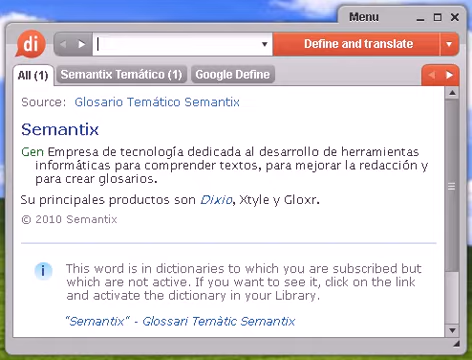 Menu
di
Define and translate
All (1)
Semantix Temático (1)
Google Define
Source: Glosario Temático Semantix
Semantix
Gen Empresa de tecnología dedicada al desarrollo de herramientas
informáticas para comprender textos, para mejorar la redacción y
para crear glosarios.
Su principales producto son Dixio, Xtyle y Gloxr.
© 2010 Semantix
i
This word is in dictionaries to which you are subscribed but
which are not active. If you want to see it, click on the link
and activate the dictionary in your Library.
"Semantix" - Glossari Temàtic Semantix